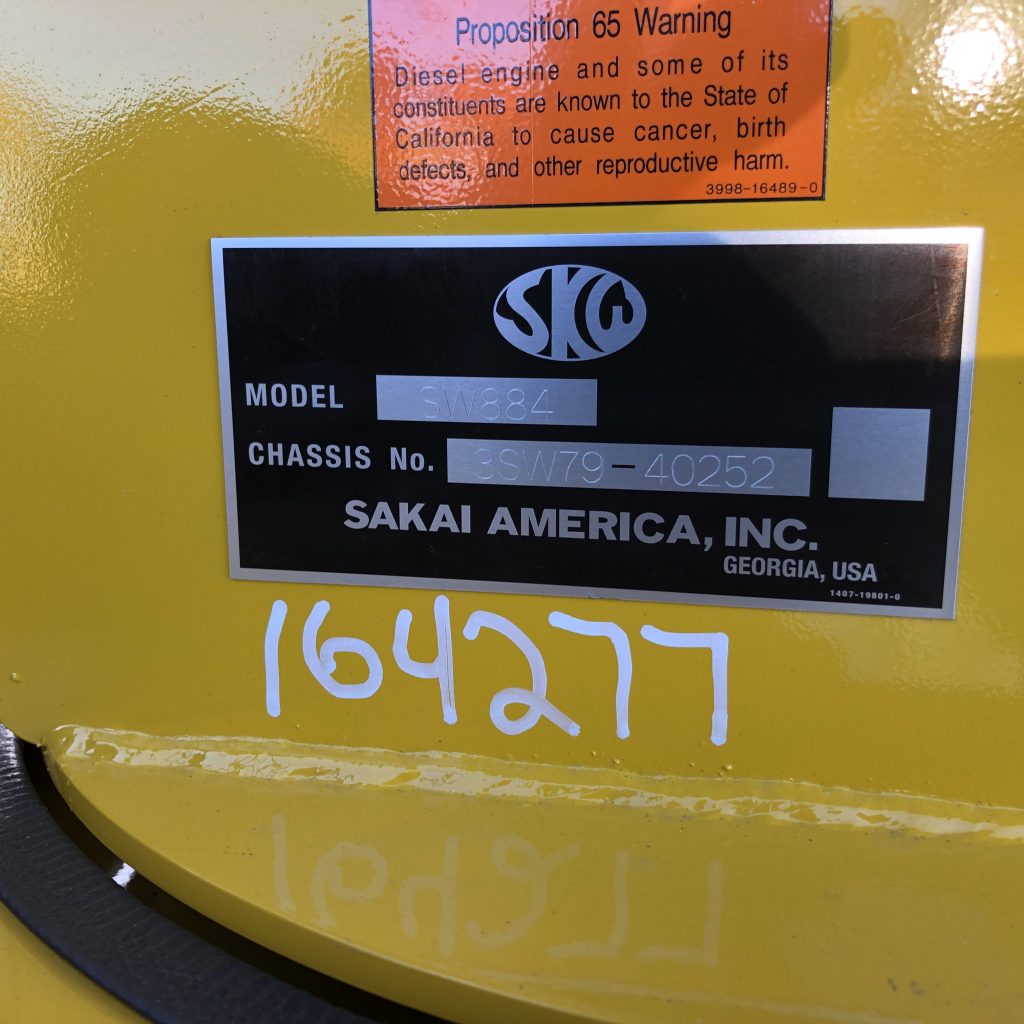 Proposition 65 Warning
Diesel engine and some of its
constituents are known to the State of
California to cause cancer, birth
defects, and other reproductive harm.
3998-16489-0
SKW
MODEL SW884
CHASSIS No. 3SW79-40252
SAKAI AMERICA, INC.
GEORGIA, USA
1407-19801-0
164277